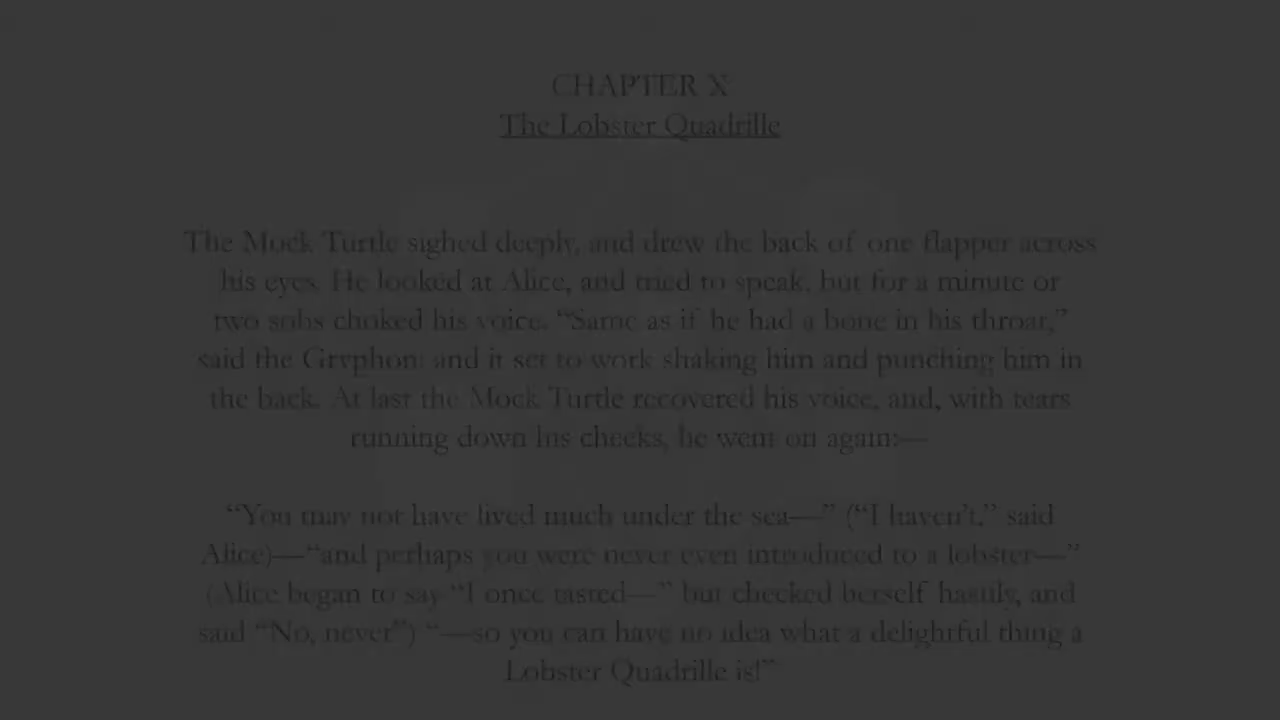 CHAPTER X
The Lobster Quadrille
The Mock Turtle sighed deeply, and drew the back of one flapper across
his eyes. He looked at Alice, and tried to speak, but for a minute or
two sobs choked his voice. “Same as if he had a bone in his throat,”
said the Gryphon: and it set to work shaking him and punching him in
the back. At last the Mock Turtle recovered his voice, and, with tears
running down his cheeks, he went on again:—
“You may not have lived much under the sea—” (“I haven’t,” said
Alice)—“and perhaps you were never even introduced to a lobster—”
(Alice began to say “I once tasted—” but checked herself hastily, and
said “No, never”) “—so you can have no idea what a delightful thing a
Lobster Quadrille is!”